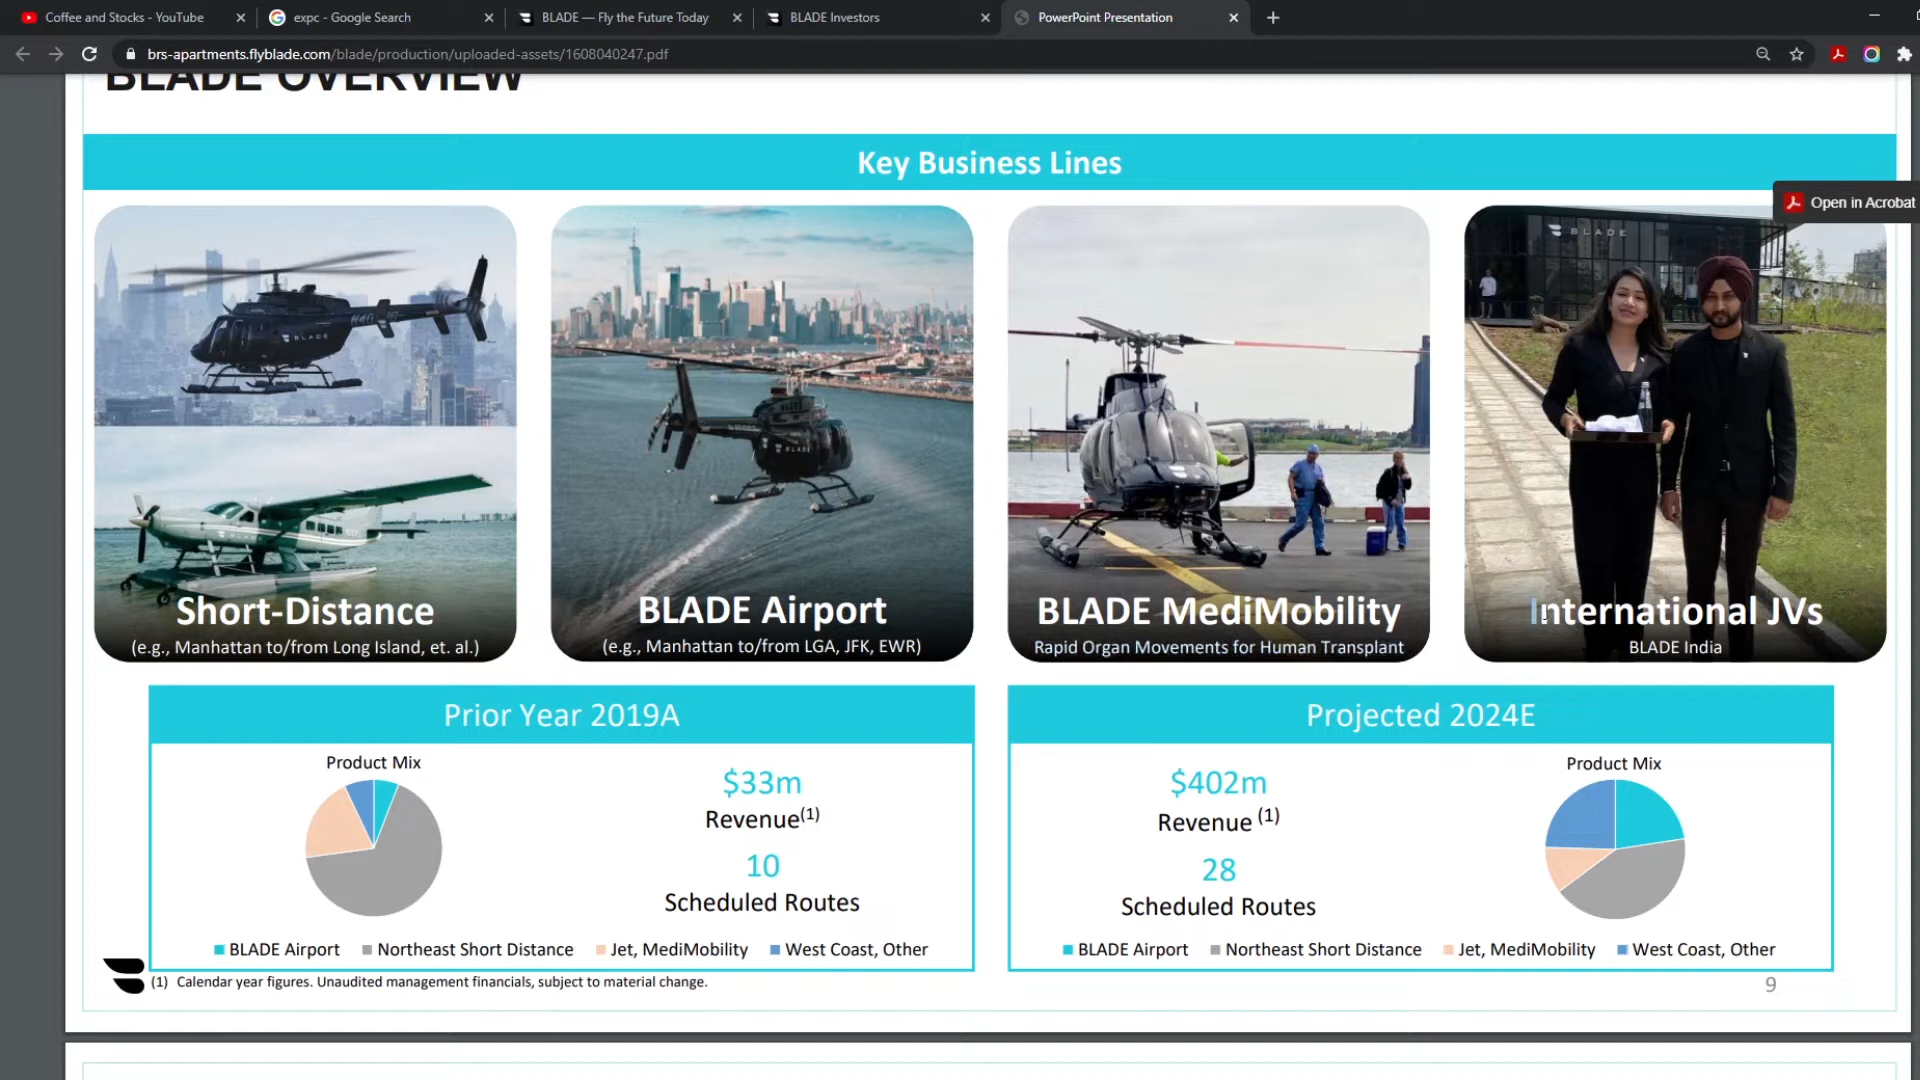 Coffee and Stocks - YouTube
expc - Google Search
BLADE — Fly the Future Today
BLADE Investors
PowerPoint Presentation
brs-apartments.flyblade.com/blade/production/uploaded-assets/1608040247.pdf
BLADE OVERVIEW
Key Business Lines
Open in Acrobat
BLADE
BLADE
BLADE
Short-Distance
(e.g., Manhattan to/from Long Island, et. al.)
BLADE Airport
(e.g., Manhattan to/from LGA, JFK, EWR)
BLADE MediMobility
Rapid Organ Movements for Human Transplant
International JVs
BLADE India
Prior Year 2019A
Product Mix
$33m
Revenue(1)
10
Scheduled Routes
BLADE Airport
Northeast Short Distance
Jet, MediMobility
West Coast, Other
Projected 2024E
$402m
Revenue (1)
28
Scheduled Routes
Product Mix
BLADE Airport
Northeast Short Distance
Jet, MediMobility
West Coast, Other
(1) Calendar year figures. Unaudited management financials, subject to material change.
9